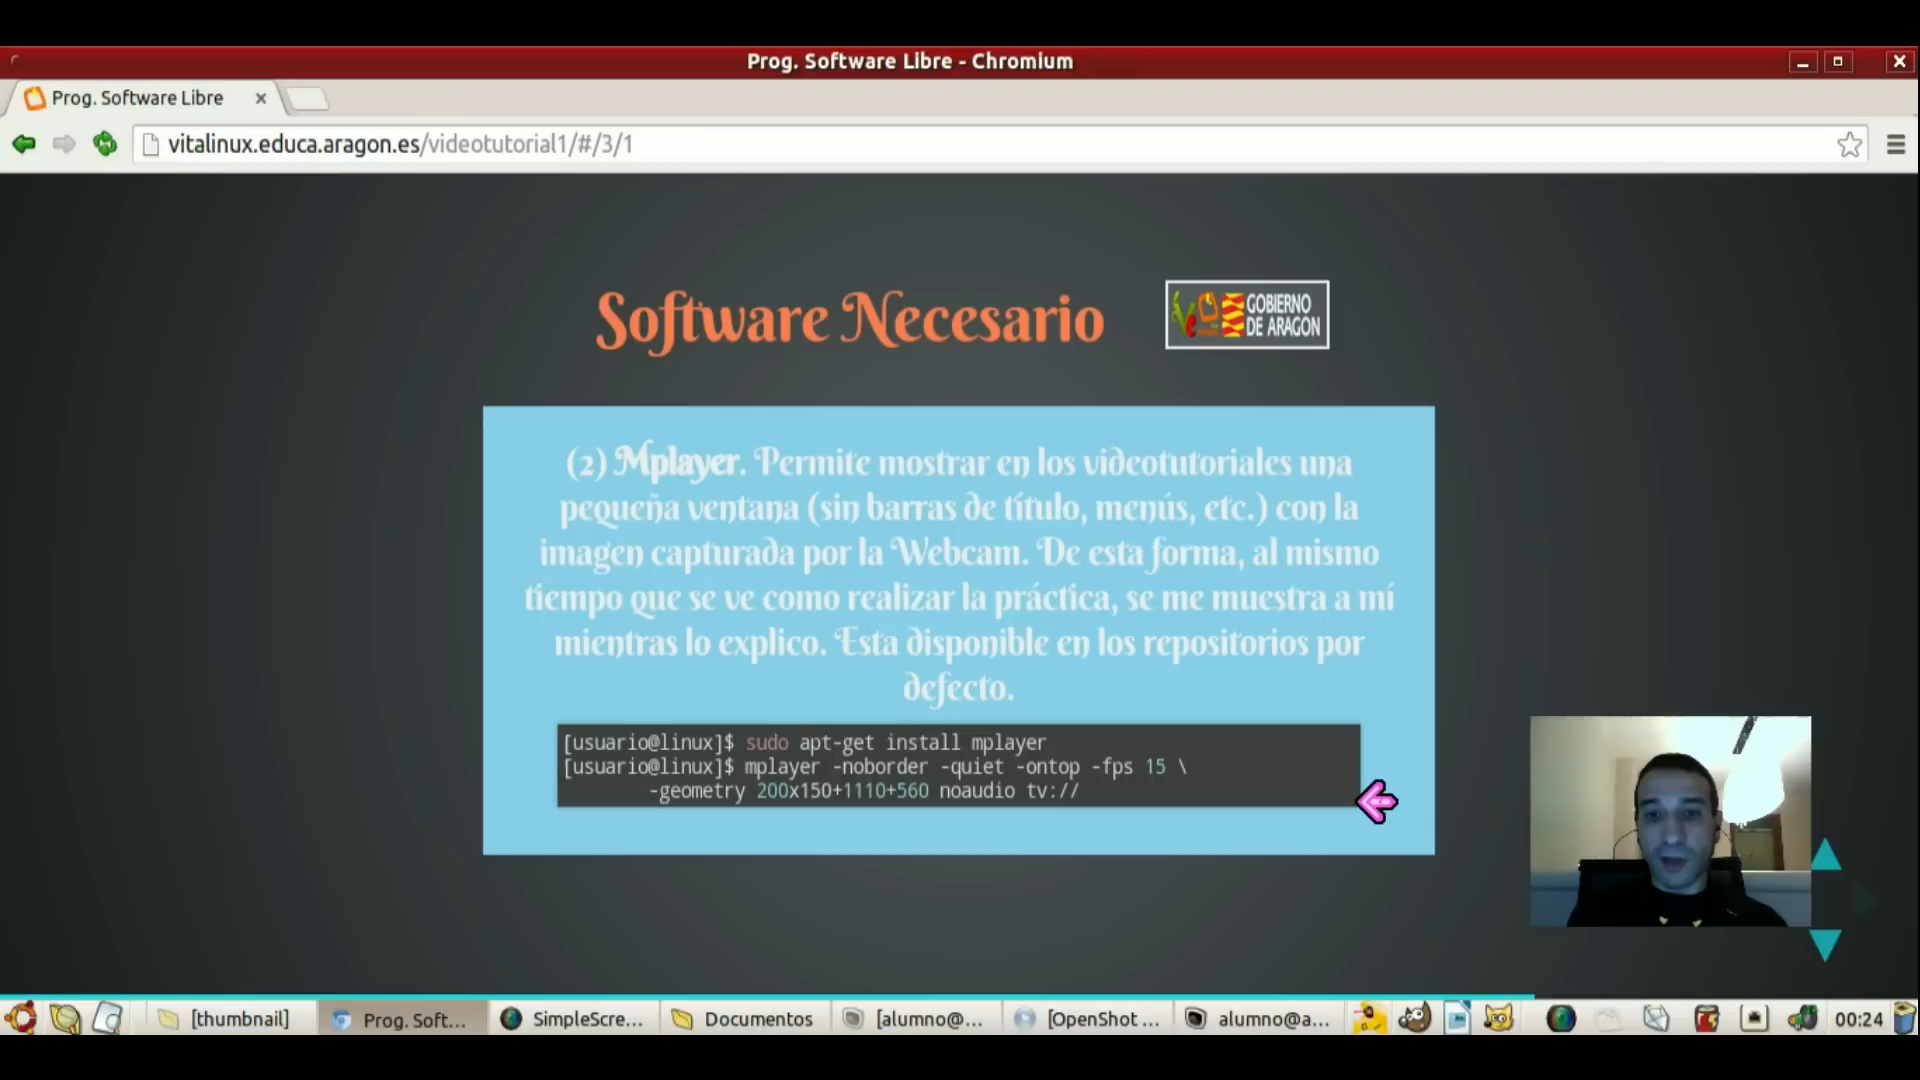 Prog. Software Libre - Chromium
Prog. Software Libre
vitalinux.educa.aragon.es/videotutorial1/#/3/1
Software Necesario
GOBIERNO
DE ARAGON
(2) Mplayer. Permite mostrar en los videotutoriales una
pequeña ventana (sin barras de título, menús, etc.) con la
imagen capturada por la Webcam. De esta forma, al mismo
tiempo que se ve como realizar la práctica, se me muestra a mí
mientras lo explico. Esta disponible en los repositorios por
defecto.
[usuario@linux]$ sudo apt-get install mplayer
[usuario@linux]$ mplayer -noborder -quiet -ontop -fps 15 \
-geometry 200x150+1110+560 noaudio tv://
[thumbnail] Prog. Soft... SimpleScre... Documentos [alumno@... [OpenShot ... alumno@a... 00:24